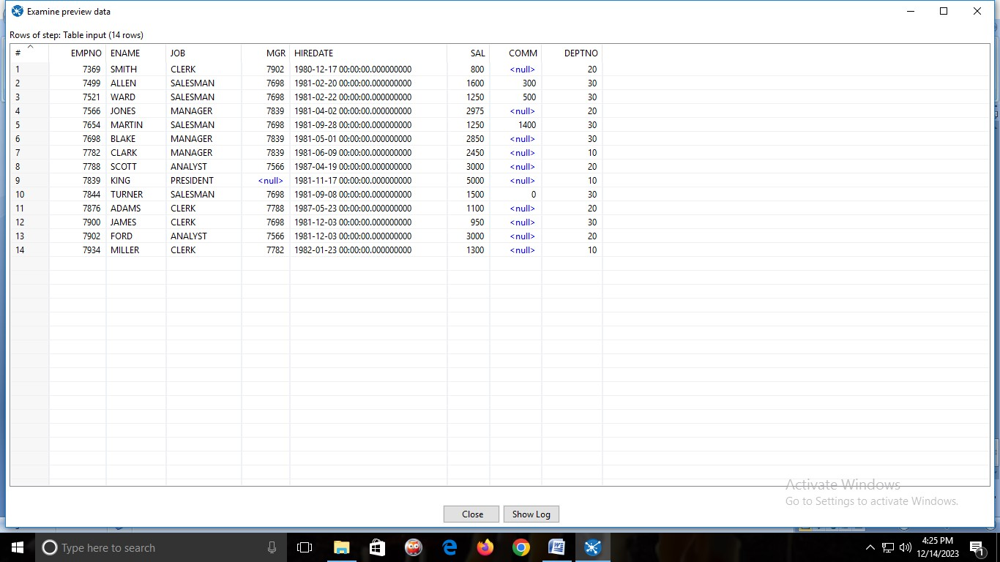 Examine preview data
Rows of step: Table input (14 rows)
# EMPNO ENAME JOB MGR HIREDATE SAL COMM DEPTNO
1 7369 SMITH CLERK 7902 1980-12-17 00:00:00.000000000 800 <null> 20
2 7499 ALLEN SALESMAN 7698 1981-02-20 00:00:00.000000000 1600 300 30
3 7521 WARD SALESMAN 7698 1981-02-22 00:00:00.000000000 1250 500 30
4 7566 JONES MANAGER 7839 1981-04-02 00:00:00.000000000 2975 <null> 20
5 7654 MARTIN SALESMAN 7698 1981-09-28 00:00:00.000000000 1250 1400 30
6 7698 BLAKE MANAGER 7839 1981-05-01 00:00:00.000000000 2850 <null> 30
7 7782 CLARK MANAGER 7839 1981-06-09 00:00:00.000000000 2450 <null> 10
8 7788 SCOTT ANALYST 7566 1987-04-19 00:00:00.000000000 3000 <null> 20
9 7839 KING PRESIDENT <null> 1981-11-17 00:00:00.000000000 5000 <null> 10
10 7844 TURNER SALESMAN 7698 1981-09-08 00:00:00.000000000 1500 0 30
11 7876 ADAMS CLERK 7788 1987-05-23 00:00:00.000000000 1100 <null> 20
12 7900 JAMES CLERK 7698 1981-12-03 00:00:00.000000000 950 <null> 30
13 7902 FORD ANALYST 7566 1981-12-03 00:00:00.000000000 3000 <null> 20
14 7934 MILLER CLERK 7782 1982-01-23 00:00:00.000000000 1300 <null> 10
Activate Windows
Go to Settings to activate Windows.
Close Show Log
Type here to search
4:25 PM
12/14/2023
1